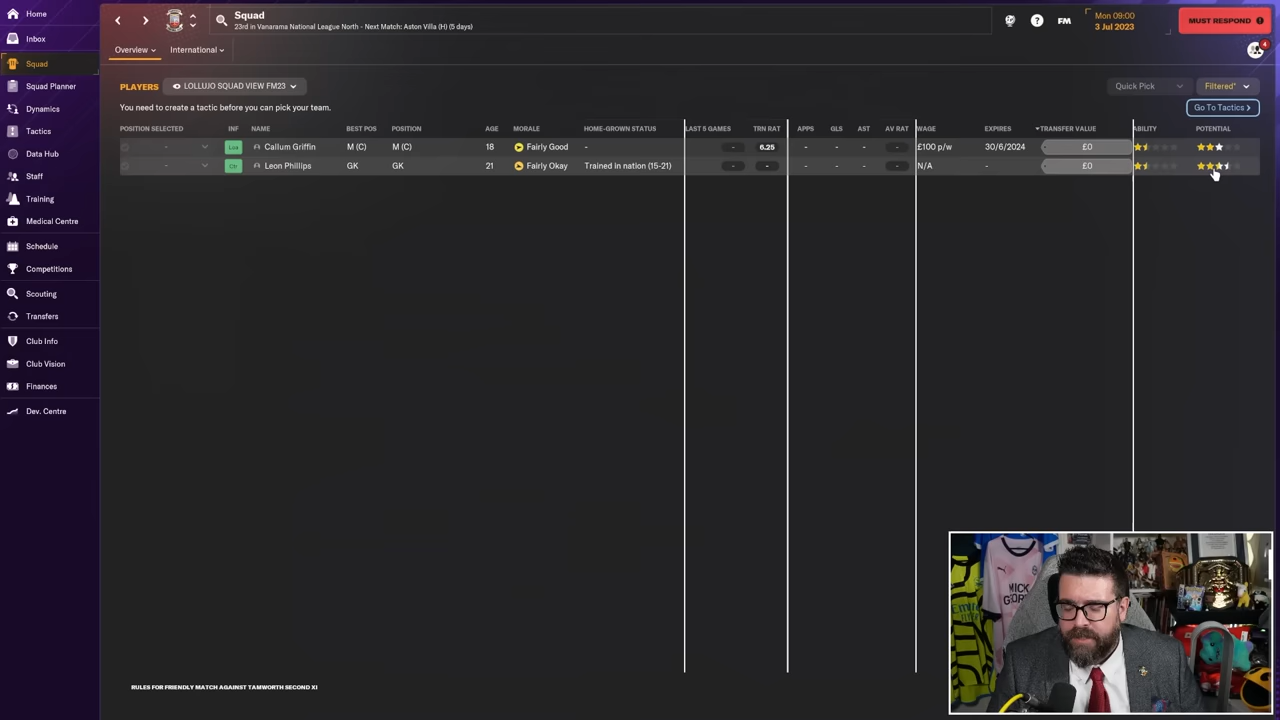 Home
Inbox
Squad
Squad Planner
Dynamics
Tactics
Data Hub
Staff
Training
Medical Centre
Schedule
Competitions
Scouting
Transfers
Club Info
Club Vision
Finances
Dev. Centre
Squad
23rd in Vanarama National League North - Next Match: Aston Villa (H) (5 days)
? FM Mon 09:00
3 Jul 2023
MUST RESPOND
Overview International
4
PLAYERS LOLLUJO SQUAD VIEW FM23 Quick Pick Filtered*
You need to create a tactic before you can pick your team. Go To Tactics >
POSITION SELECTED INF NAME BEST POS POSITION AGE MORALE HOME-GROWN STATUS LAST 5 GAMES TRN RAT APPS GLS AST AV RAT WAGE EXPIRES TRANSFER VALUE ABILITY POTENTIAL
- Loa Callum Griffin M (C) M (C) 18 Fairly Good - - 6.25 - - - - £100 p/w 30/6/2024 £0
- Leon Phillips GK GK 21 Fairly Okay Trained in nation (15-21) - - - - - - N/A - £0
RULES FOR FRIENDLY MATCH AGAINST TAMWORTH SECOND XI
MICK
GEOR